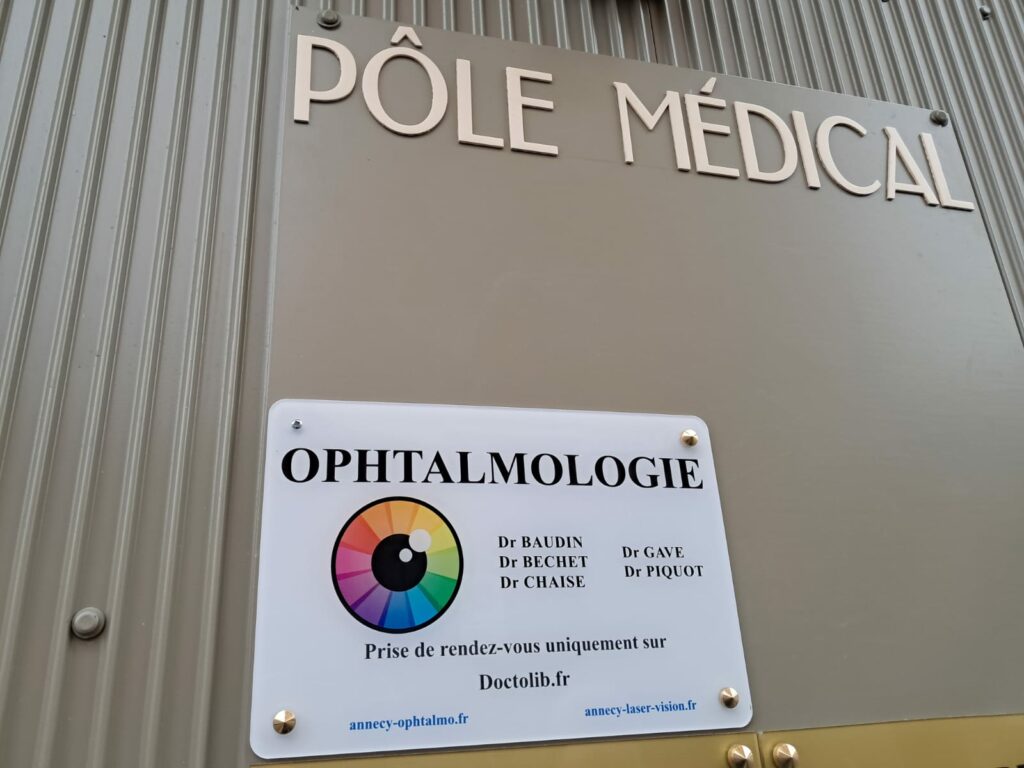 PÔLE MÉDICAL
OPHTALMOLOGIE
Dr BAUDIN
Dr BECHET
Dr CHAISE
Dr GAVE
Dr PIQUOT
Prise de rendez-vous uniquement sur
Doctolib.fr
annecy-ophtalmo.fr
annecy-laser-vision.fr